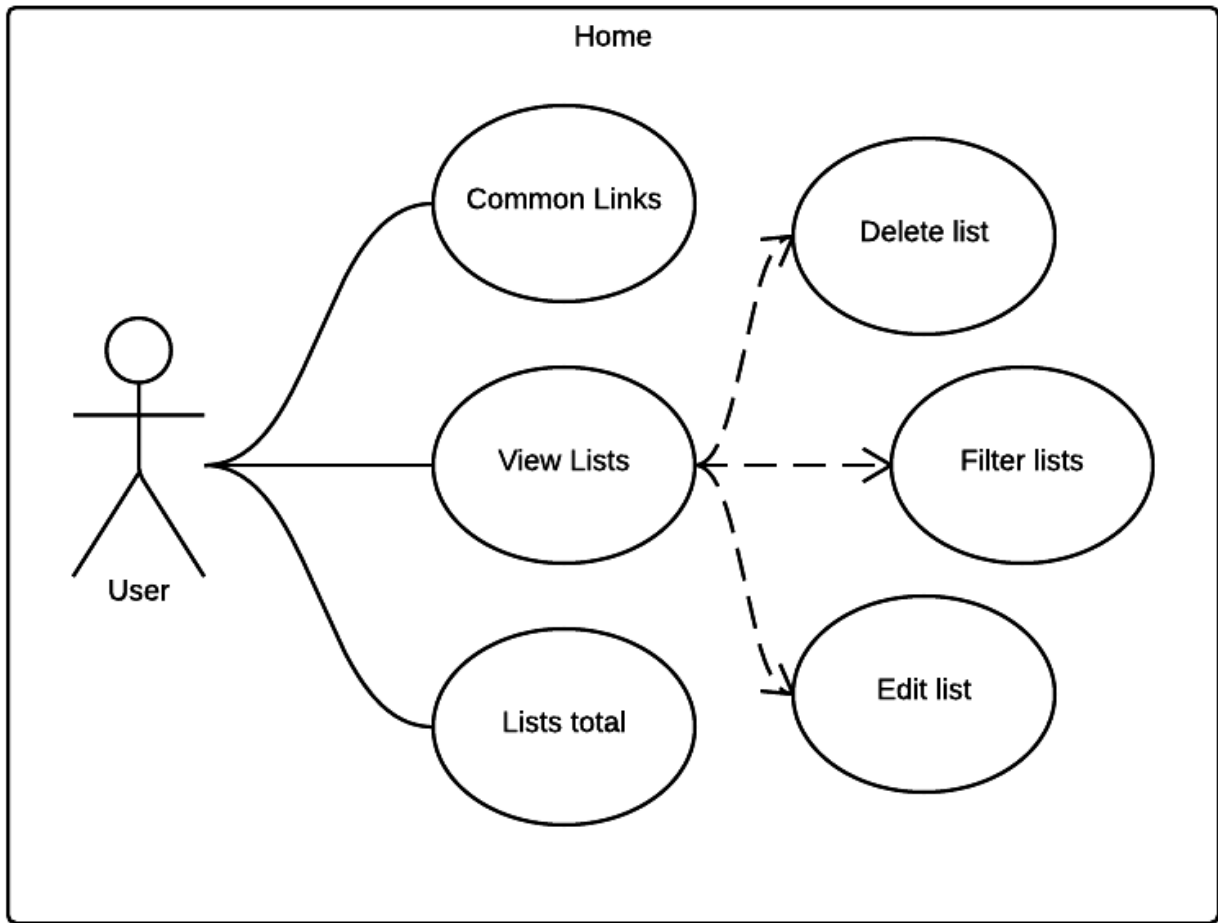 Home
Common Links
Delete list
View Lists
Filter lists
User
Edit list
Lists total